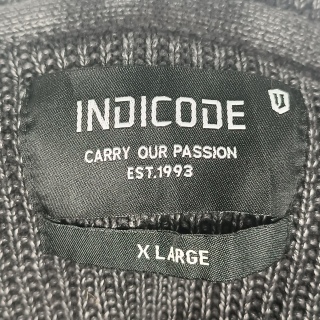 INDICODE
CARRY OUR PASSION
EST.1993
X LARGE